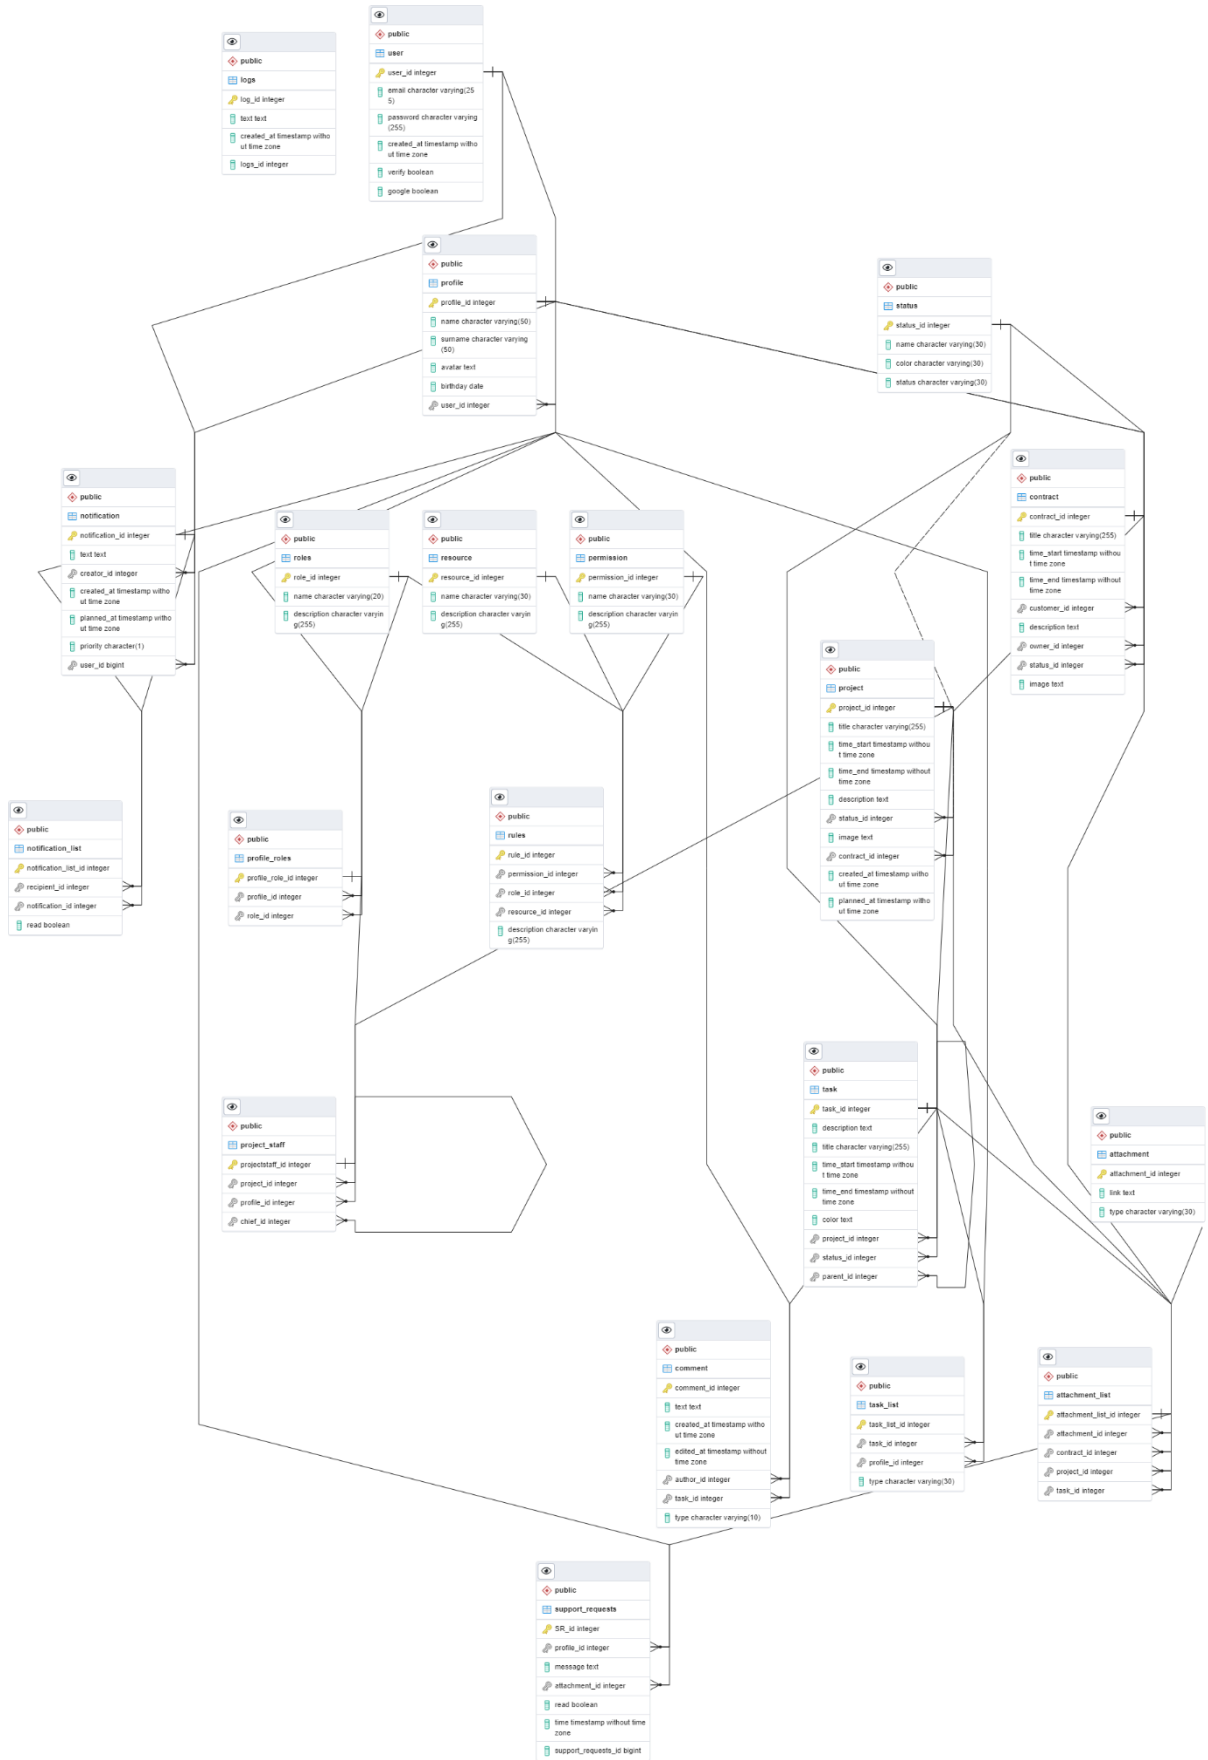 public
logs
log_id integer
text text
created_at timestamp witho
ut time zone
logs_id integer
public
user
user_id integer
email character varying(25
5)
password character varying
(255)
created_at timestamp witho
ut time zone
verify boolean
google boolean
public
profile
profile_id integer
name character varying(50)
surname character varying
(50)
avatar text
birthday date
user_id integer
public
status
status_id integer
name character varying(30)
color character varying(30)
status character varying(30)
public
notification
notification_id integer
text text
creator_id integer
created_at timestamp witho
ut time zone
planned_at timestamp witho
ut time zone
priority character(1)
user_id bigint
public
roles
role_id integer
name character varying(20)
description character varyin
g(255)
public
resource
resource_id integer
name character varying(30)
description character varyin
g(255)
public
permission
permission_id integer
name character varying(30)
description character varyin
g(255)
public
contract
contract_id integer
title character varying(255)
time_start timestamp withou
t time zone
time_end timestamp without
time zone
customer_id integer
description text
owner_id integer
status_id integer
image text
public
project
project_id integer
title character varying(255)
time_start timestamp withou
t time zone
time_end timestamp without
time zone
description text
status_id integer
image text
contract_id integer
created_at timestamp witho
ut time zone
planned_at timestamp witho
ut time zone
public
notification_list
notification_list_id integer
recipient_id integer
notification_id integer
read boolean
public
profile_roles
profile_role_id integer
profile_id integer
role_id integer
public
rules
rule_id integer
permission_id integer
role_id integer
resource_id integer
description character varyin
g(255)
public
project_staff
projectstaff_id integer
project_id integer
profile_id integer
chief_id integer
public
task
task_id integer
description text
title character varying(255)
time_start timestamp withou
t time zone
time_end timestamp without
time zone
color text
project_id integer
status_id integer
parent_id integer
public
attachment
attachment_id integer
link text
type character varying(30)
public
comment
comment_id integer
text text
created_at timestamp witho
ut time zone
edited_at timestamp without
time zone
author_id integer
task_id integer
type character varying(10)
public
task_list
task_list_id integer
task_id integer
profile_id integer
type character varying(30)
public
attachment_list
attachment_list_id integer
attachment_id integer
contract_id integer
project_id integer
task_id integer
public
support_requests
SR_id integer
profile_id integer
message text
attachment_id integer
read boolean
time timestamp without time
zone
support_requests_id bigint